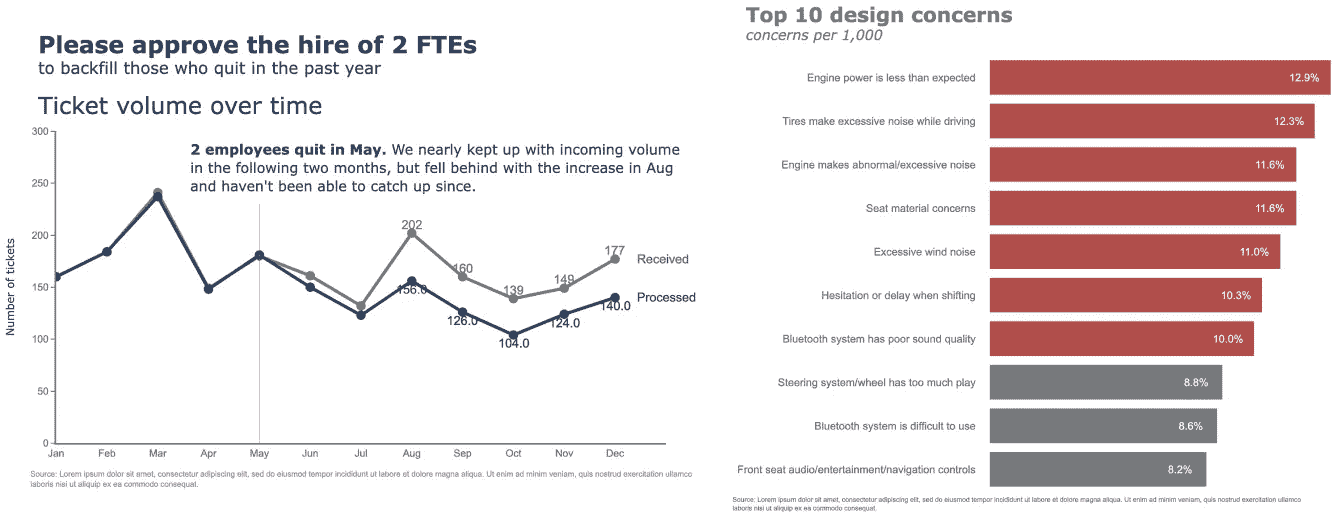 Please approve the hire of 2 FTEs
to backfill those who quit in the past year
Ticket volume over time
2 employees quit in May. We nearly kept up with incoming volume
in the following two months, but fell behind with the increase in Aug
and haven't been able to catch up since.
Number of tickets
300
250
200
150
100
50
0
202
160
139
149
177
Received
156.0
126.0
104.0
124.0
140.0
Processed
Jan Feb Mar Apr May Jun Jul Aug Sep Oct Nov Dec
Source: Lorem ipsum dolor sit amet, consectetur adipiscing elit, sed do eiusmod tempor incididunt ut labore et dolore magna aliqua. Ut enim ad minim veniam, quis nostrud exercitation ullamco
laboris nisi ut aliquip ex ea commodo consequat.
Top 10 design concerns
concerns per 1,000
Engine power is less than expected 12.9%
Tires make excessive noise while driving 12.3%
Engine makes abnormal/excessive noise 11.6%
Seat material concerns 11.6%
Excessive wind noise 11.0%
Hesitation or delay when shifting 10.3%
Bluetooth system has poor sound quality 10.0%
Steering system/wheel has too much play 8.8%
Bluetooth system is difficult to use 8.6%
Front seat audio/entertainment/navigation controls 8.2%
Source: Lorem ipsum dolor sit amet, consectetur adipiscing elit, sed do eiusmod tempor incididunt ut labore et dolore magna aliqua. Ut enim ad minim veniam, quis nostrud exercitation ullamco
laboris nisi ut aliquip ex ea commodo consequat.